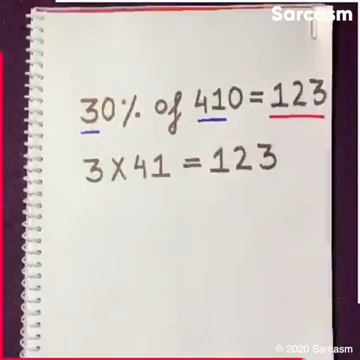 Sarcasm
30% of 410 = 123
3 X 41 = 123
© 2020 Sarcasm